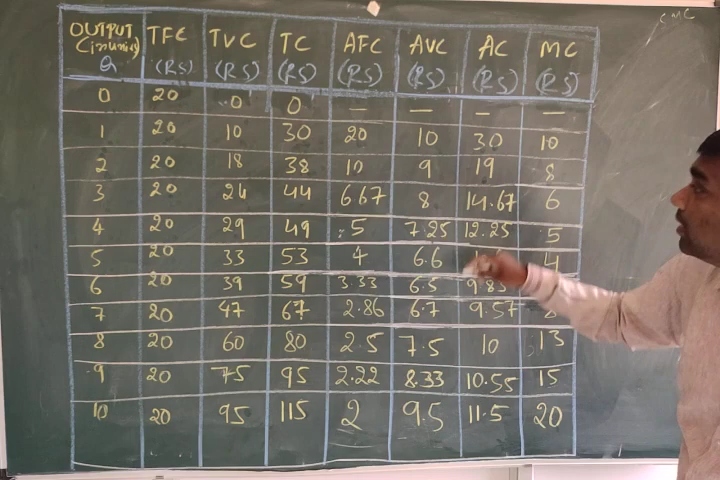 CMC
OUTPUT TFC TVC TC AFC AVC AC MC
(in units) (RS) (RS) (RS) (RS) (RS) (RS) (RS)
Q
0 20 0 0 — — — —
1 20 10 30 20 10 30 10
2 20 18 38 10 9 19 8
3 20 24 44 6.67 8 14.67 6
4 20 29 49 5 7.25 12.25 5
5 20 33 53 4 6.6 4
6 20 39 59 3.33 6.5 9.83
7 20 47 67 2.86 6.7 9.57 8
8 20 60 80 2.5 7.5 10 13
9 20 75 95 2.22 8.33 10.55 15
10 20 95 115 2 9.5 11.5 20